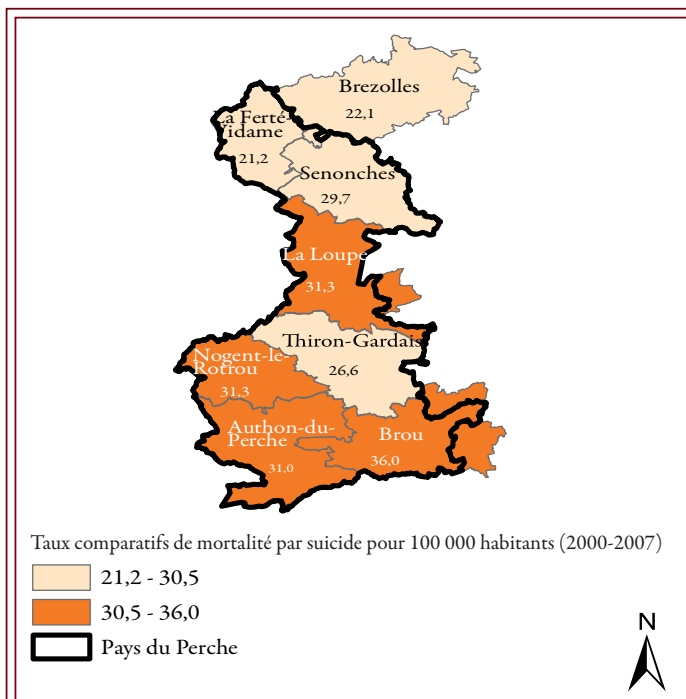 Brezolles
22,1
La Ferté-
Vidame
21,2
Senonches
29,7
La Loupe
31,3
Thiron-Gardais
26,6
Nogent-le-
Rotrou
31,3
Authon-du-
Perche
31,0
Brou
36,0
Taux comparatifs de mortalité par suicide pour 100 000 habitants (2000-2007)
21,2 - 30,5
30,5 - 36,0
Pays du Perche
N